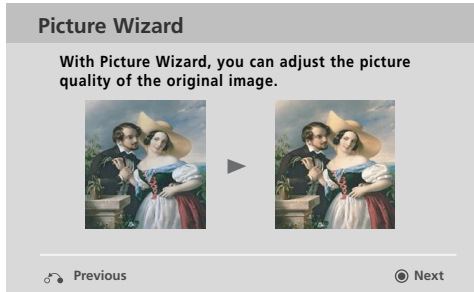 Picture Wizard
With Picture Wizard, you can adjust the picture
quality of the original image.
Previous
Next